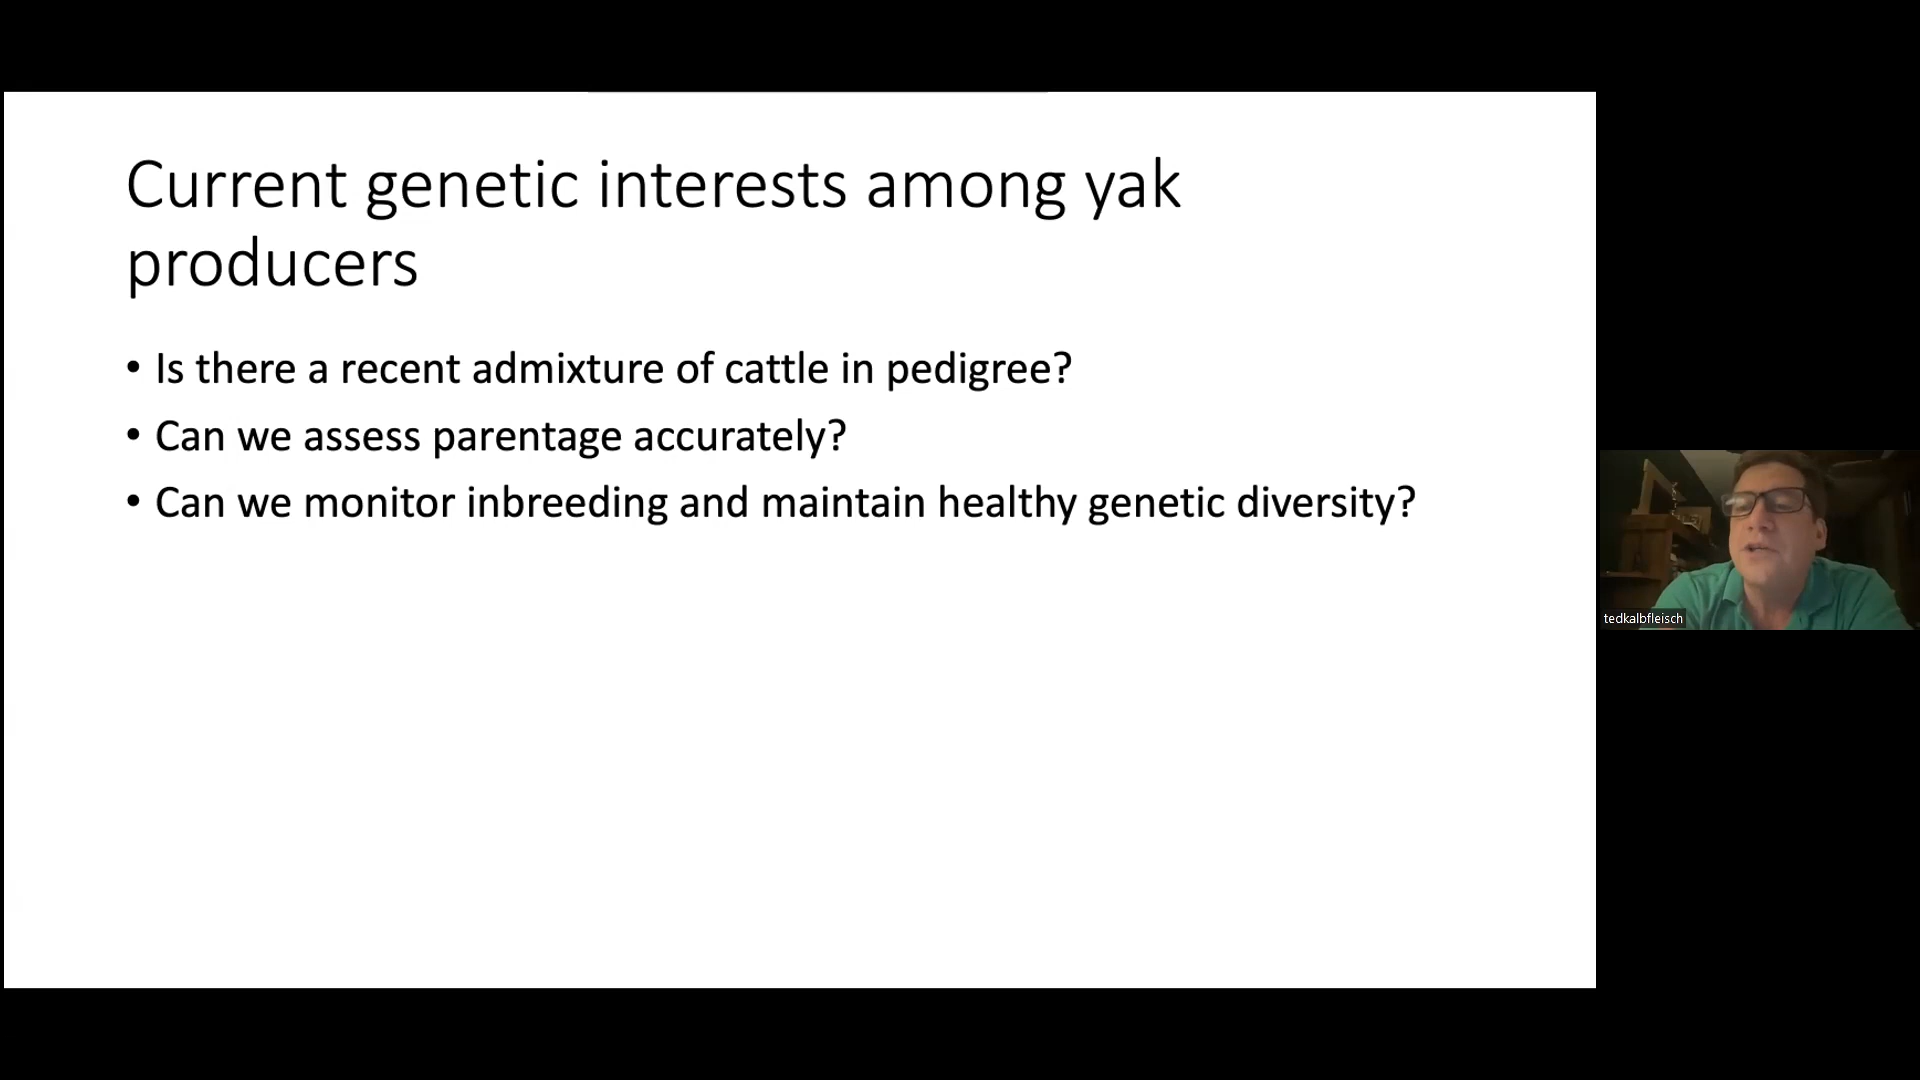 Current genetic interests among yak
producers
• Is there a recent admixture of cattle in pedigree?
• Can we assess parentage accurately?
• Can we monitor inbreeding and maintain healthy genetic diversity?
tedkalbfleisch